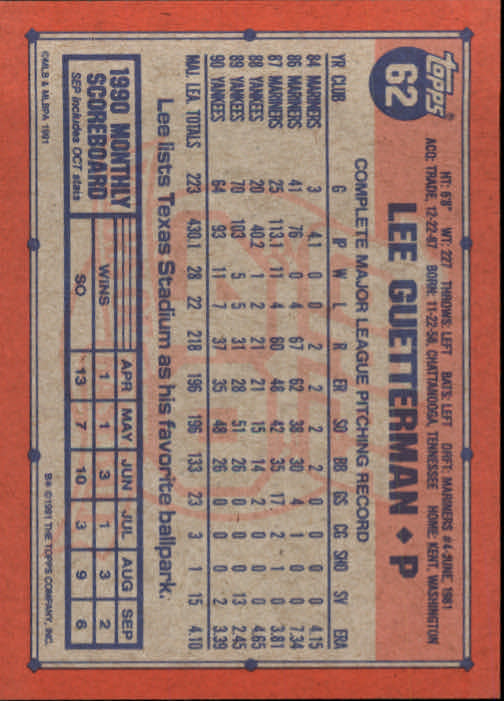 topps®
62
LEE GUETTERMAN ♦ P
HT: 6'8" WT: 227 THROWS: LEFT BATS: LEFT DRFT: MARINERS #4-JUNE, 1981
ACQ: TRADE, 12-22-87 BORN: 11-22-58, CHATTANOOGA, TENNESSEE HOME: KENT, WASHINGTON
COMPLETE MAJOR LEAGUE PITCHING RECORD
YR CLUB G IP W L R ER SO BB GS CG SHO SV ERA
84 MARINERS 3 4.1 0 0 2 2 2 2 0 0 0 0 4.15
86 MARINERS 41 76 0 4 67 62 38 30 4 1 0 0 7.34
87 MARINERS 25 113.1 11 4 60 48 42 35 17 2 1 0 3.81
88 YANKEES 20 40.2 1 2 21 21 15 14 2 0 0 0 4.65
89 YANKEES 70 103 5 5 31 28 51 26 0 0 0 13 2.45
90 YANKEES 64 93 11 7 37 35 48 26 0 0 0 2 3.39
MAJ. LEA. TOTALS 223 430.1 28 22 218 196 196 133 23 3 1 15 4.10
Lee lists Texas Stadium as his favorite ballpark.
1990 MONTHLY SCOREBOARD
SEP includes OCT stats
APR MAY JUN JUL AUG SEP
WINS 1 1 3 1 3 2
SO 13 7 10 3 9 6
©MLB & MLBPA 1991
B* ©1991 THE TOPPS COMPANY, INC.